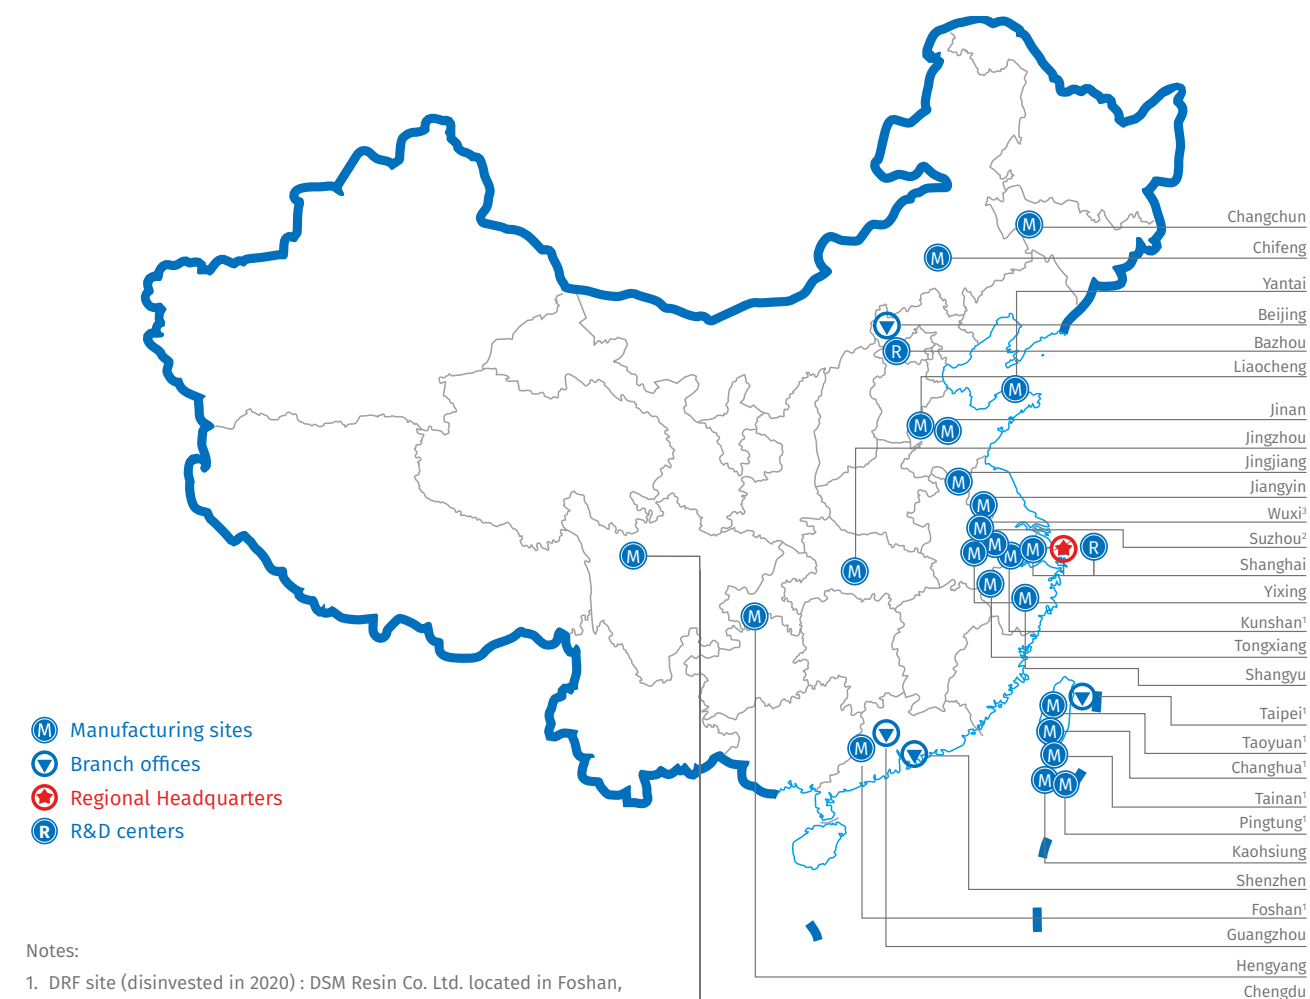 Changchun
Chifeng
Yantai
Beijing
Bazhou
Liaocheng
Jinan
Jingzhou
Jingjiang
Jiangyin
Wuxi³
Suzhou²
Shanghai
Yixing
Kunshan¹
Tongxiang
Shangyu
Taipei¹
Taoyuan¹
Changhua¹
Tainan¹
Pingtung¹
Kaohsiung
Shenzhen
Foshan¹
Guangzhou
Hengyang
Chengdu
M
M
R
M
M
M
M
M
M
M
M
M
M
R
M
M
M
M
M
M
M
M
M
M
M
M
M Manufacturing sites
Branch offices
Regional Headquarters
R R&D centers
Notes:
1. DRF site (disinvested in 2020) : DSM Resin Co. Ltd. located in Foshan,